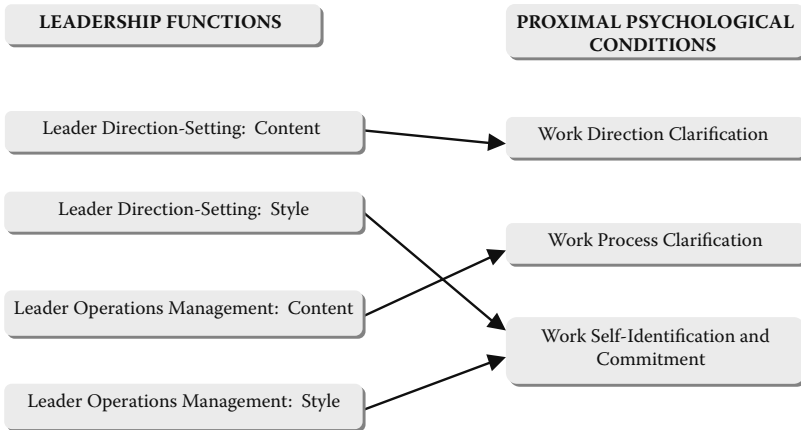 LEADERSHIP FUNCTIONS
PROXIMAL PSYCHOLOGICAL
CONDITIONS
Leader Direction-Setting: Content
Work Direction Clarification
Leader Direction-Setting: Style
Work Process Clarification
Leader Operations Management: Content
Work Self-Identification and
Commitment
Leader Operations Management: Style